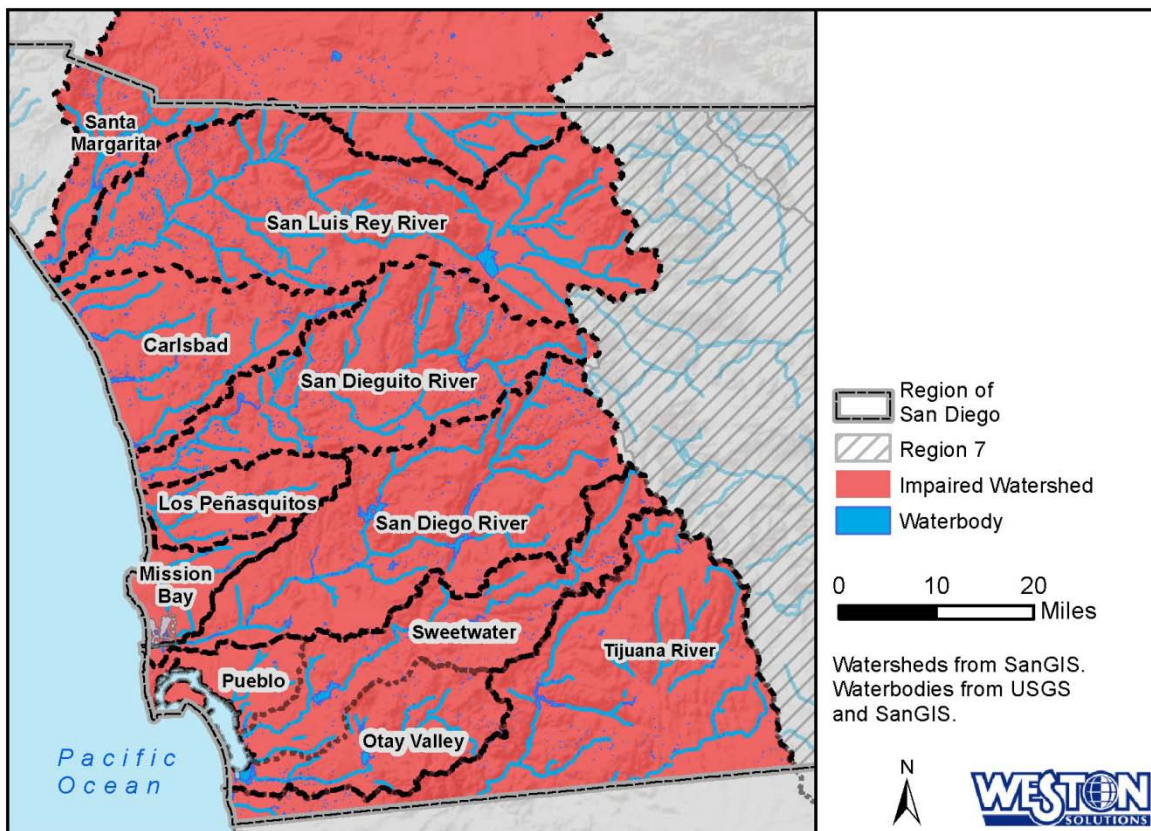 Santa
Margarita
San Luis Rey River
Carlsbad
San Dieguito River
Los Peñasquitos
San Diego River
Mission
Bay
Sweetwater
Tijuana River
Pueblo
Otay Valley
Pacific
Ocean
Region of
San Diego
Region 7
Impaired Watershed
Waterbody
0 10 20
Miles
Watersheds from SanGIS.
Waterbodies from USGS
and SanGIS.
N
WESTON
SOLUTIONS